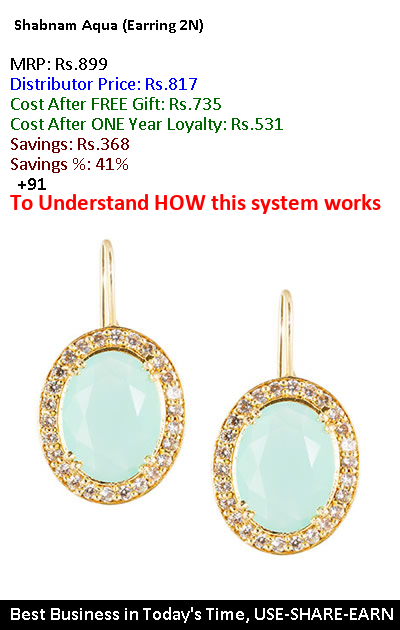 Shabnam Aqua (Earring 2N)
MRP: Rs.899
Distributor Price: Rs.817
Cost After FREE Gift: Rs.735
Cost After ONE Year Loyalty: Rs.531
Savings: Rs.368
Savings %: 41%
+91
To Understand HOW this system works
Best Business in Today's Time, USE-SHARE-EARN